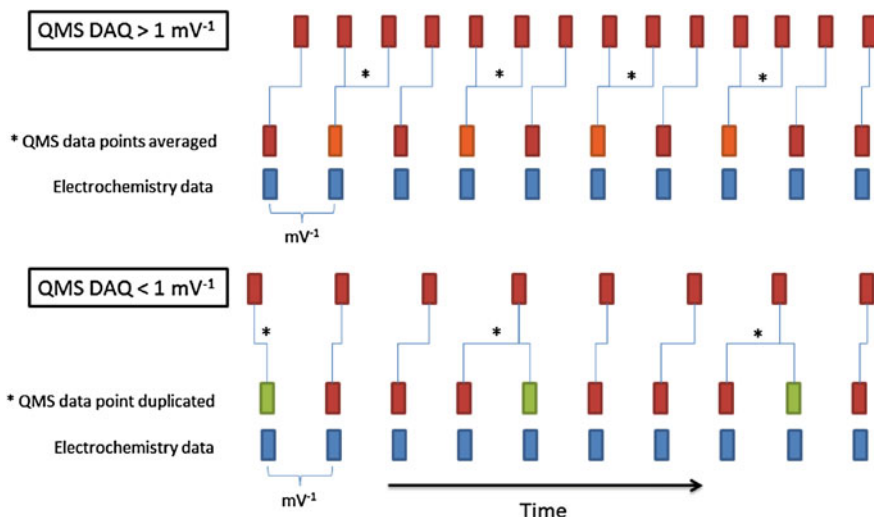 QMS DAQ > 1 mV⁻¹
* * * *
* QMS data points averaged
Electrochemistry data
mV⁻¹
QMS DAQ < 1 mV⁻¹
* * *
* QMS data point duplicated
Electrochemistry data
mV⁻¹
Time